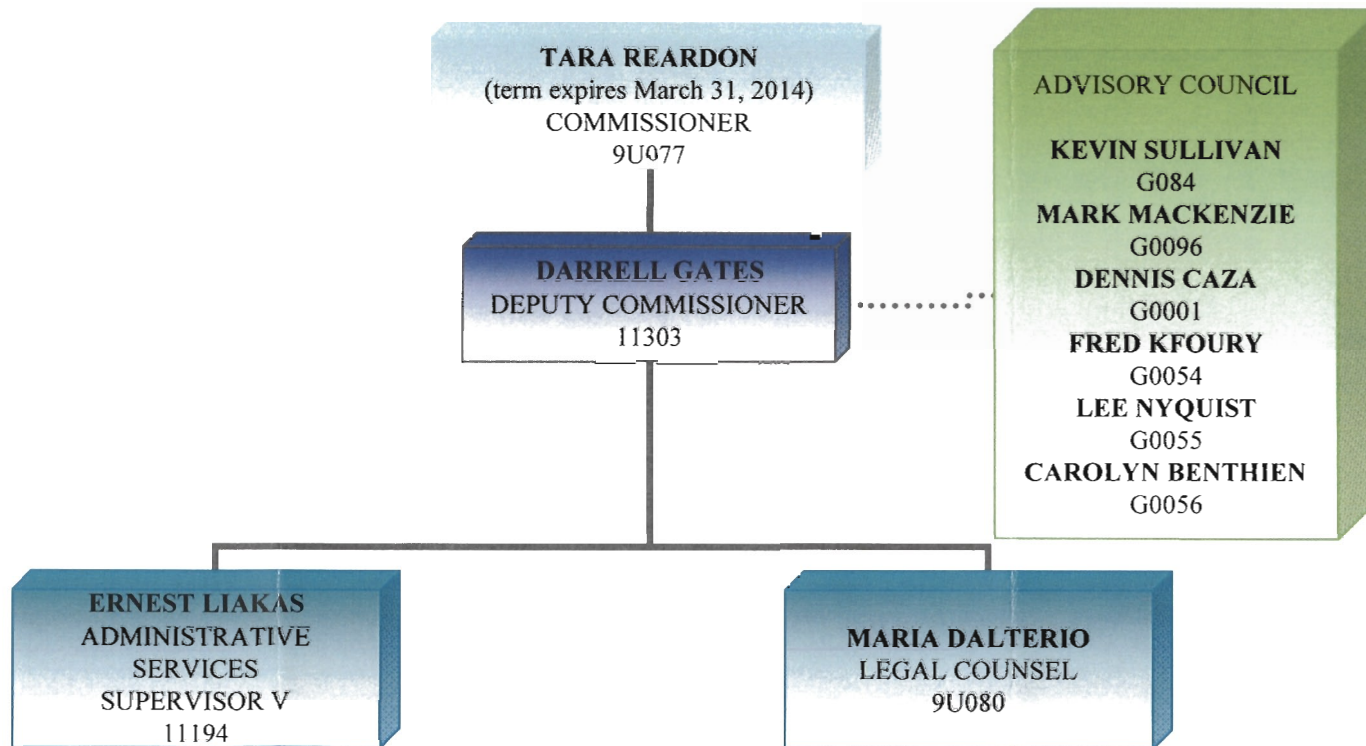 TARA REARDON
(term expires March 31, 2014)
COMMISSIONER
9U077
ADVISORY COUNCIL
KEVIN SULLIVAN
G084
MARK MACKENZIE
G0096
DENNIS CAZA
G0001
FRED KFOURY
G0054
LEE NYQUIST
G0055
CAROLYN BENTHIEN
G0056
DARRELL GATES
DEPUTY COMMISSIONER
11303
ERNEST LIAKAS
ADMINISTRATIVE
SERVICES
SUPERVISOR V
11194
MARIA DALTERIO
LEGAL COUNSEL
9U080